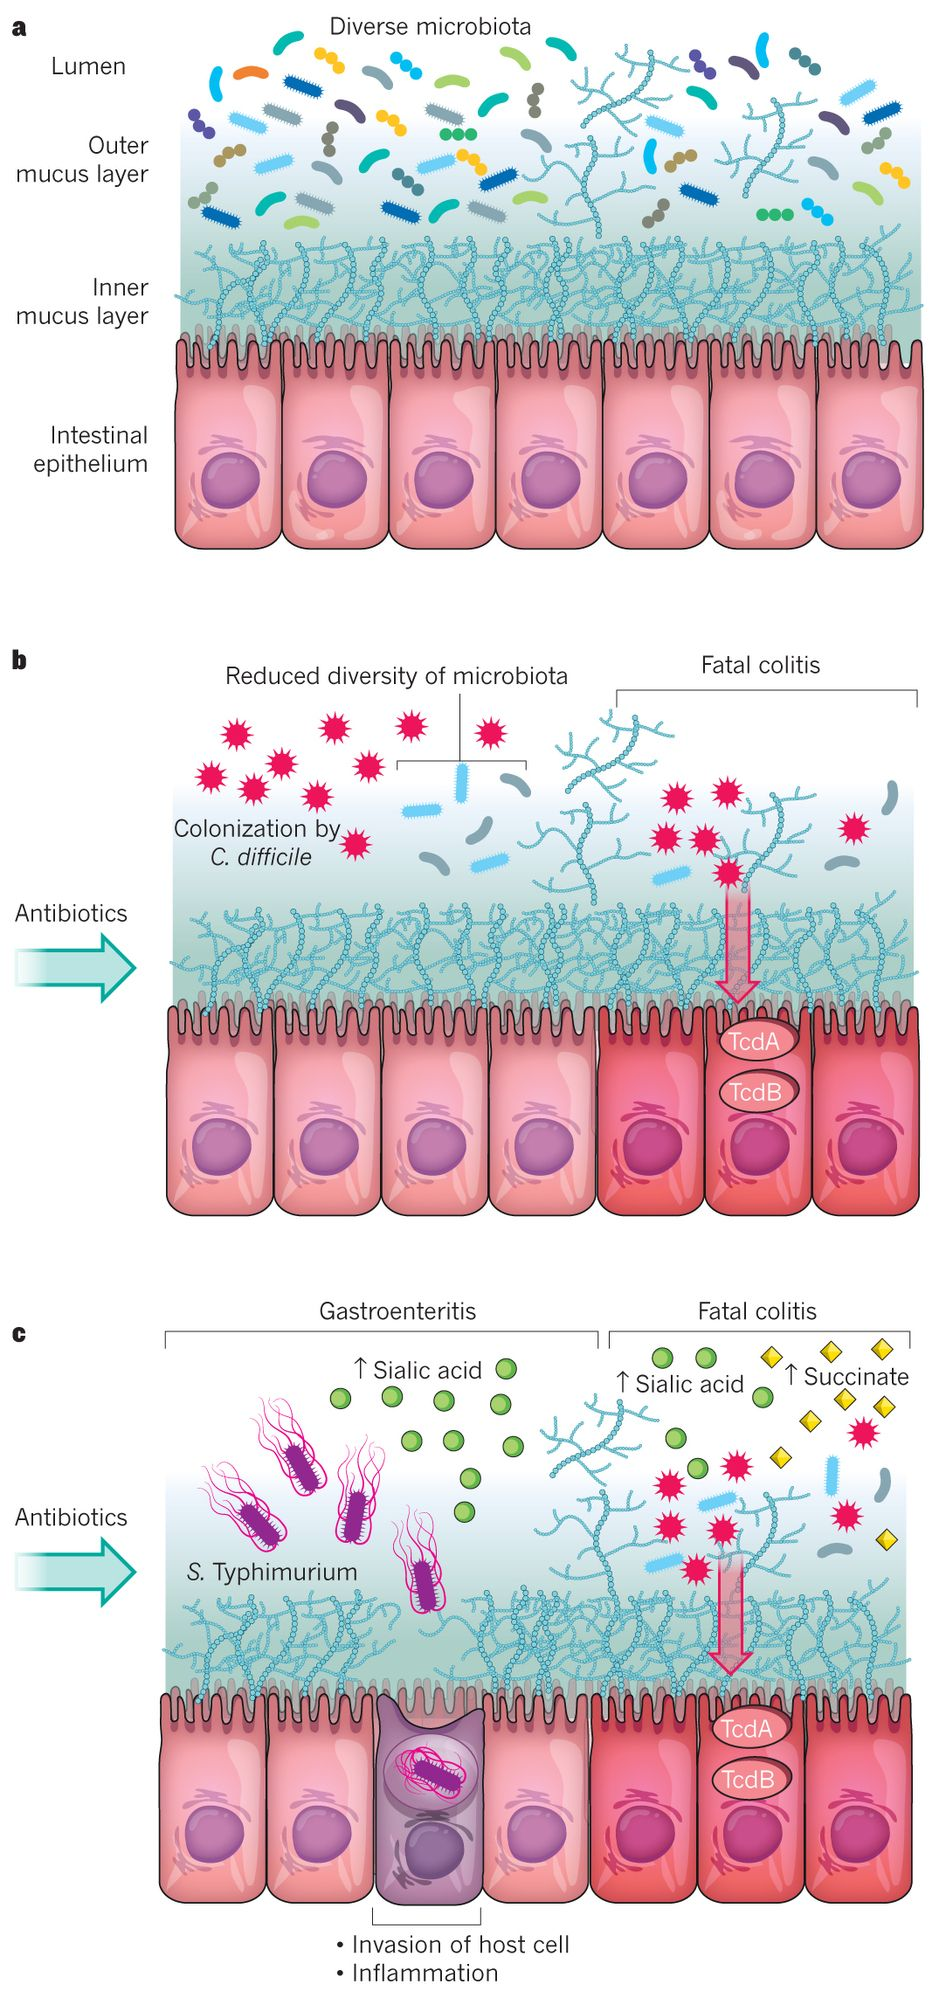 a
Diverse microbiota
Lumen
Outer
mucus layer
Inner
mucus layer
Intestinal
epithelium
b
Reduced diversity of microbiota
Fatal colitis
Colonization by
C. difficile
Antibiotics
TcdA
TcdB
c
Gastroenteritis
Fatal colitis
↑ Sialic acid
↑ Sialic acid
↑ Succinate
Antibiotics
S. Typhimurium
TcdA
TcdB
• Invasion of host cell
• Inflammation